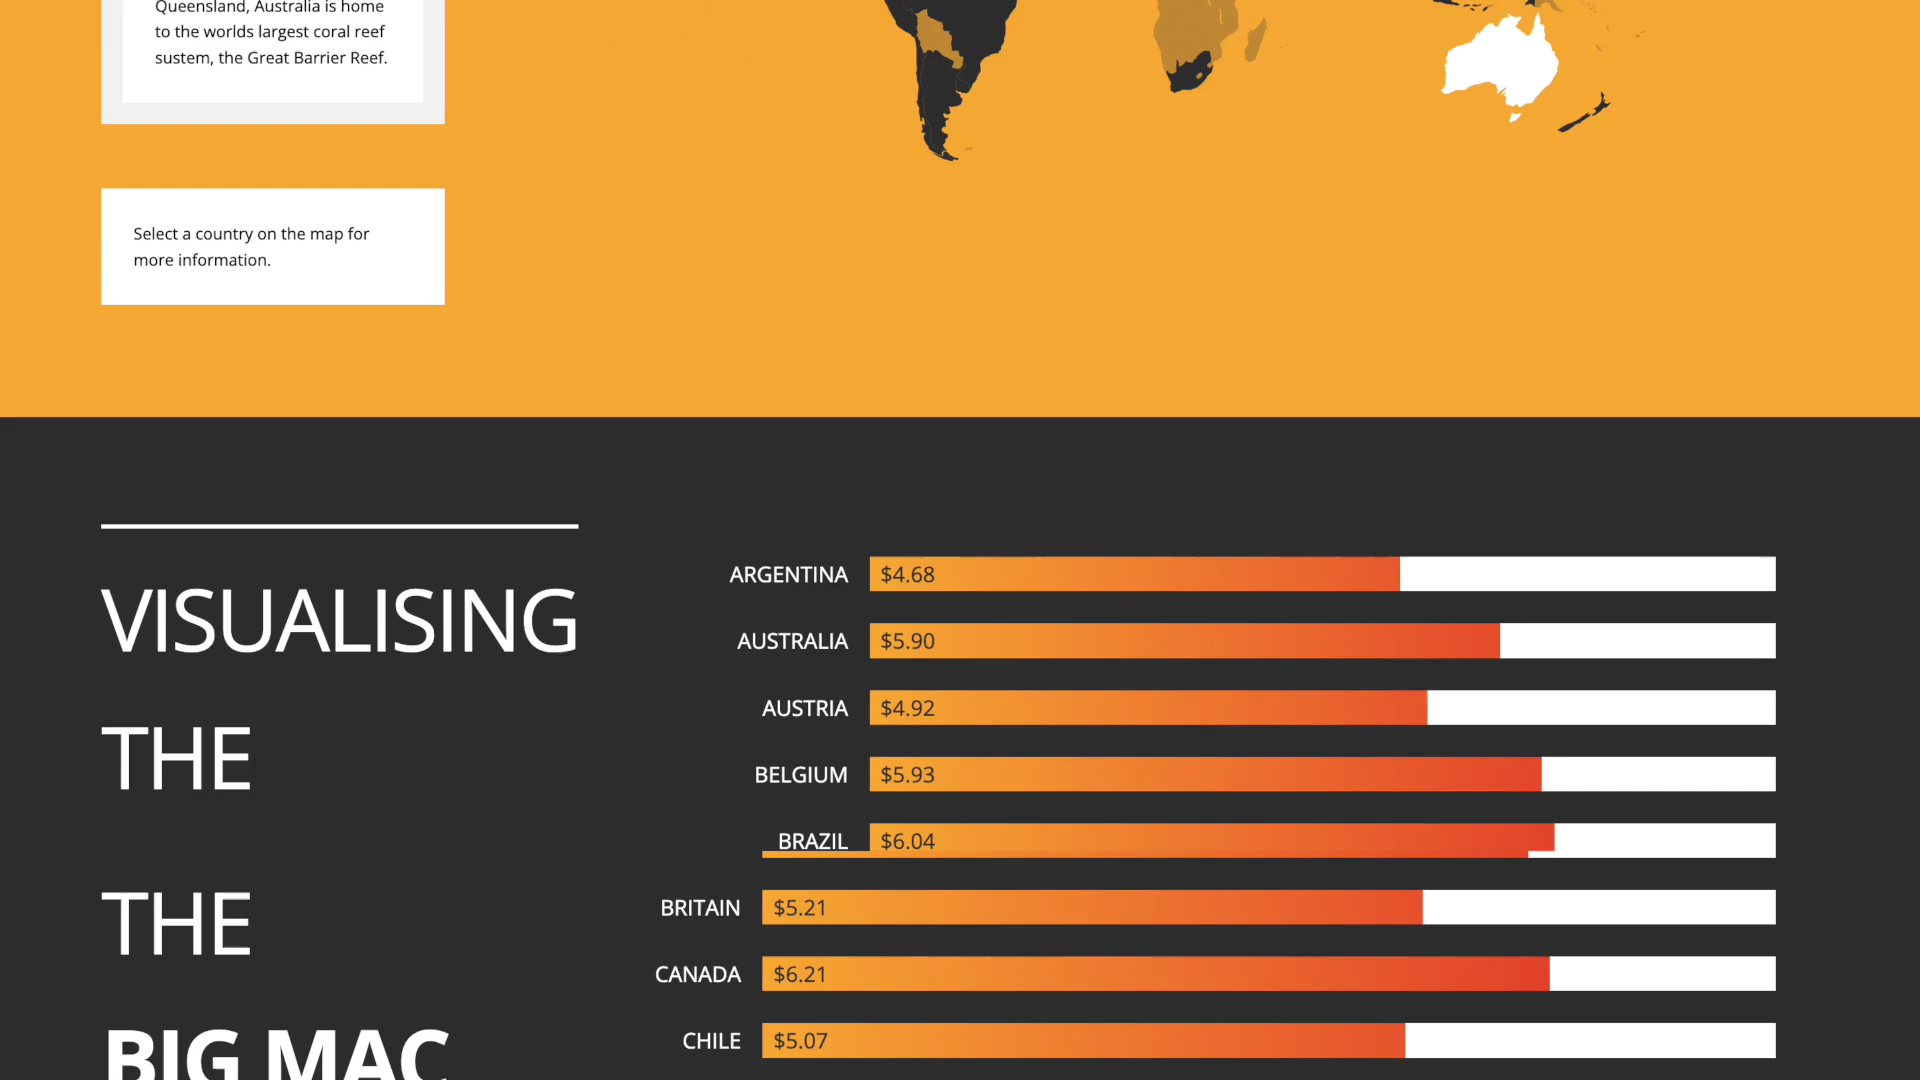 Queensland, Australia is home
to the worlds largest coral reef
sustem, the Great Barrier Reef.
Select a country on the map for
more information.
VISUALISING
THE
THE
BIG MAC
ARGENTINA $4.68
AUSTRALIA $5.90
AUSTRIA $4.92
BELGIUM $5.93
BRAZIL $6.04
BRITAIN $5.21
CANADA $6.21
CHILE $5.07